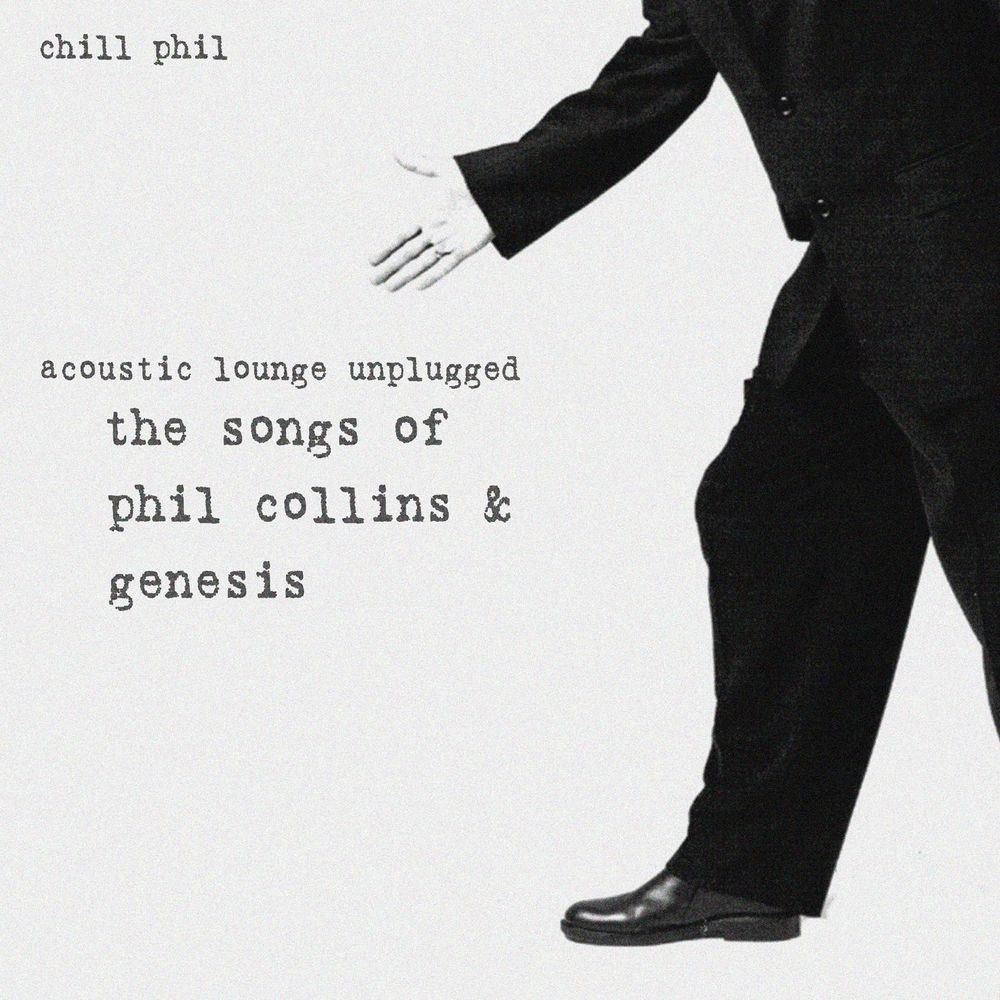 chill phil
acoustic lounge unplugged
the songs of
phil collins &
genesis